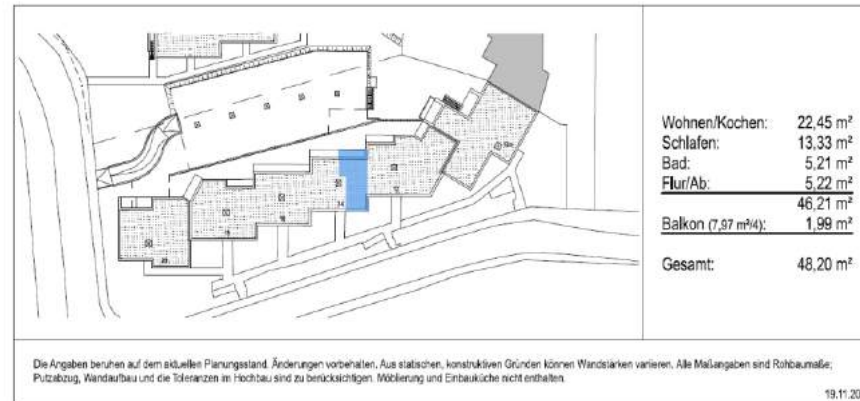 Wohnen/Kochen: 22,45 m²
Schlafen: 13,33 m²
Bad: 5,21 m²
Flur/Ab: 5,22 m²
46,21 m²
Balkon (7,97 m²/4): 1,99 m²
Gesamt: 48,20 m²
Die Angaben beruhen auf dem aktuellen Planungsstand. Änderungen vorbehalten. Aus statischen, konstruktiven Gründen können Wandstärken variieren. Alle Maßangaben sind Rohbaumaße;
Putzabzug, Wandaufbau und die Toleranzen im Hochbau sind zu berücksichtigen. Möblierung und Einbauküche nicht enthalten.
19.11.20